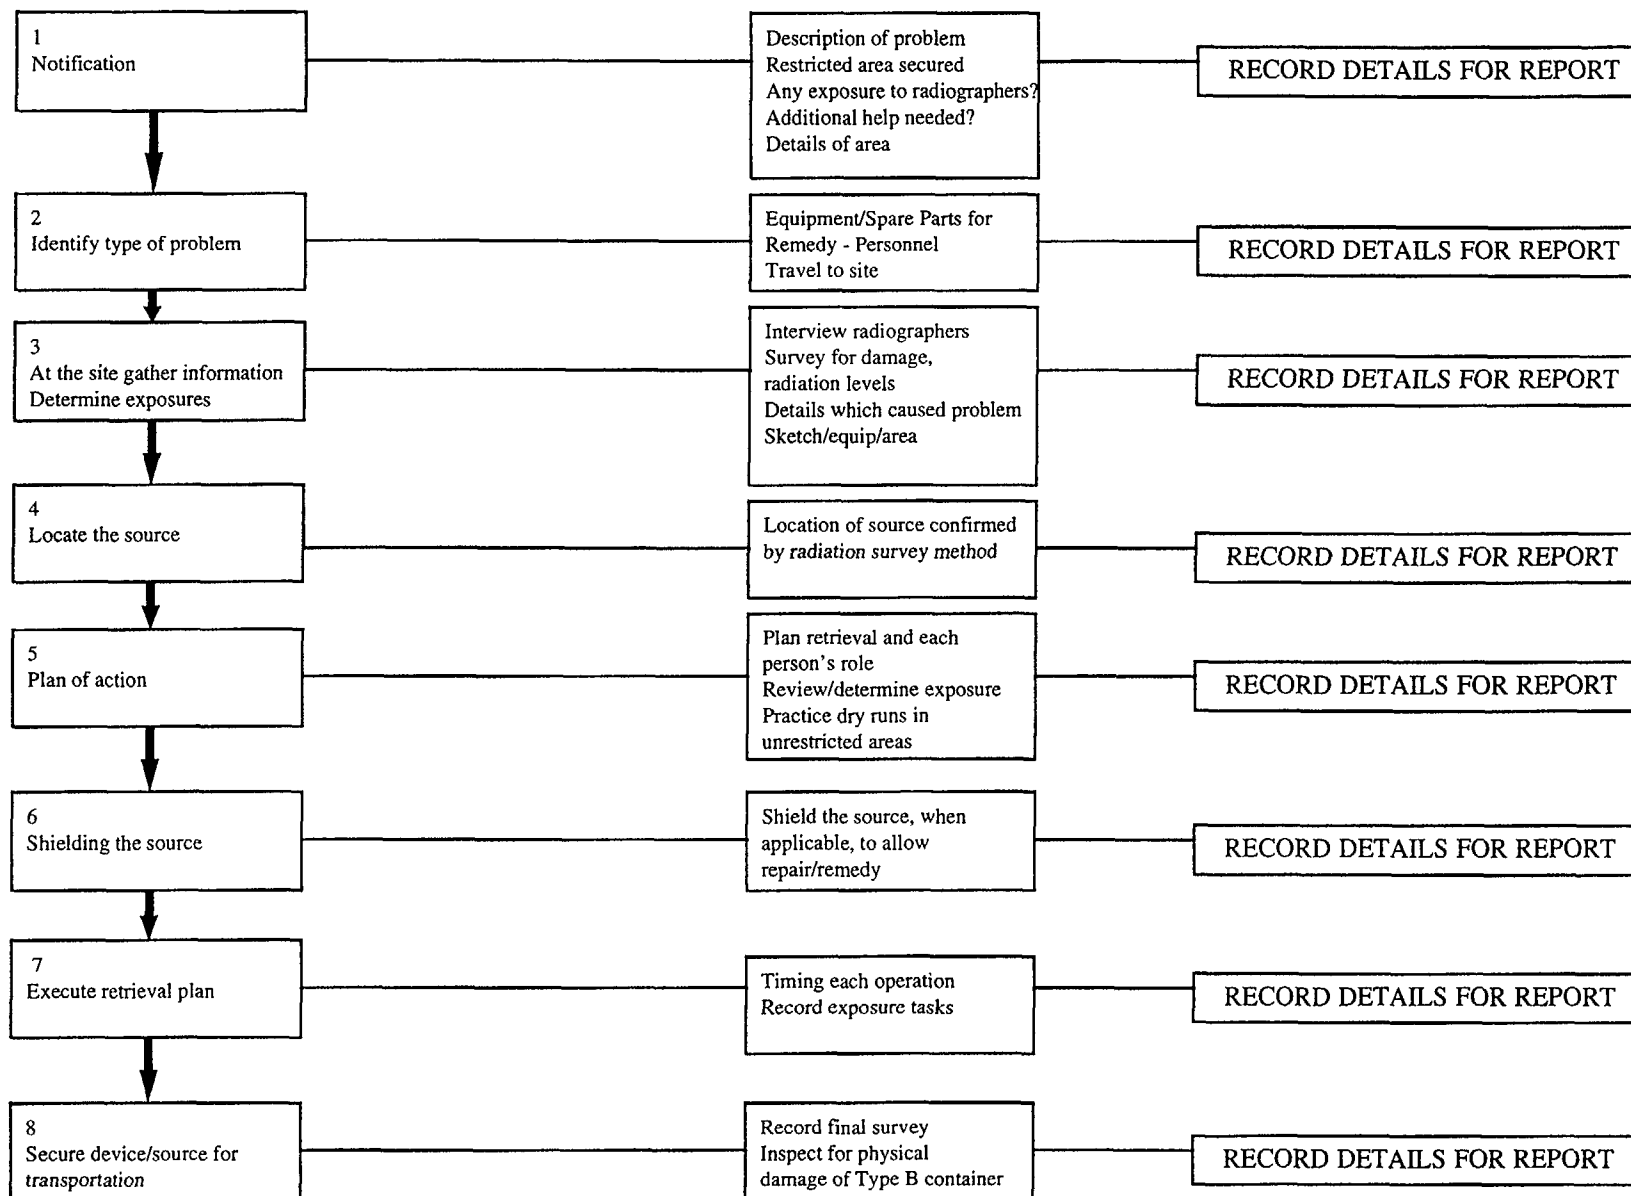 1
Notification
Description of problem
Restricted area secured
Any exposure to radiographers?
Additional help needed?
Details of area
RECORD DETAILS FOR REPORT
2
Identify type of problem
Equipment/Spare Parts for
Remedy - Personnel
Travel to site
RECORD DETAILS FOR REPORT
3
At the site gather information
Determine exposures
Interview radiographers
Survey for damage,
radiation levels
Details which caused problem
Sketch/equip/area
RECORD DETAILS FOR REPORT
4
Locate the source
Location of source confirmed
by radiation survey method
RECORD DETAILS FOR REPORT
5
Plan of action
Plan retrieval and each
person's role
Review/determine exposure
Practice dry runs in
unrestricted areas
RECORD DETAILS FOR REPORT
6
Shielding the source
Shield the source, when
applicable, to allow
repair/remedy
RECORD DETAILS FOR REPORT
7
Execute retrieval plan
Timing each operation
Record exposure tasks
RECORD DETAILS FOR REPORT
8
Secure device/source for
transportation
Record final survey
Inspect for physical
damage of Type B container
RECORD DETAILS FOR REPORT